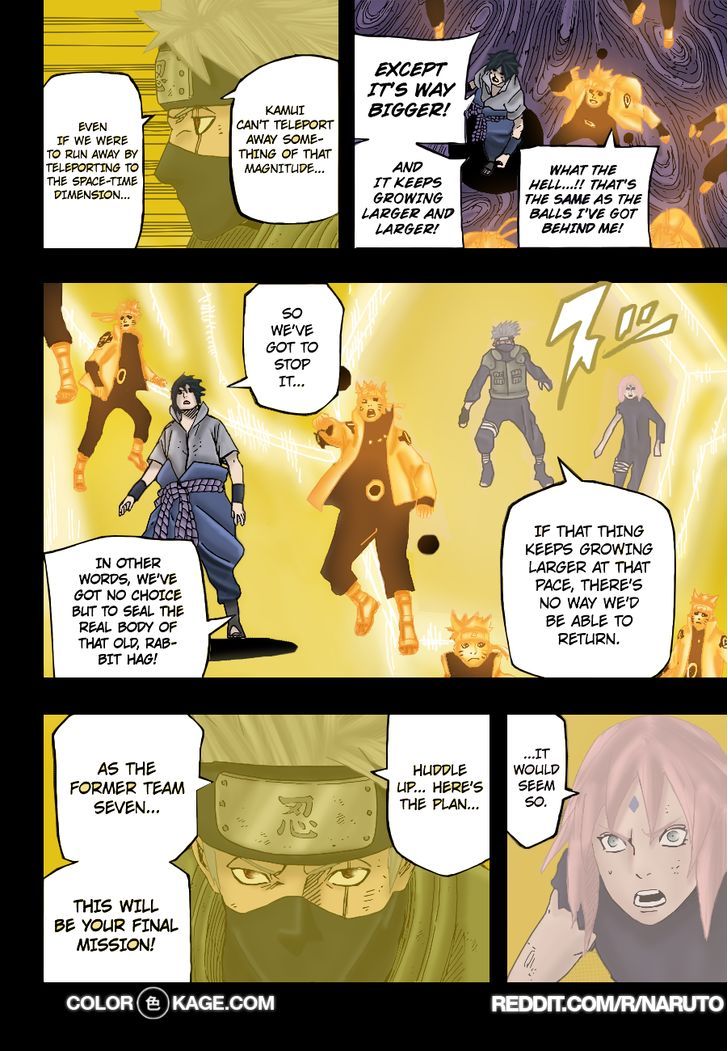 EXCEPT
IT'S WAY
BIGGER!
WHAT THE
HELL...!! THAT'S
THE SAME AS THE
BALLS I'VE GOT
BEHIND ME!
AND
IT KEEPS
GROWING
LARGER AND
LARGER!
KAMUI
CAN'T TELEPORT
AWAY SOME-
THING OF THAT
MAGNITUDE...
EVEN
IF WE WERE
TO RUN AWAY BY
TELEPORTING TO
THE SPACE-TIME
DIMENSION...
IF THAT THING
KEEPS GROWING
LARGER AT THAT
PACE, THERE'S
NO WAY WE'D
BE ABLE TO
RETURN.
SO
WE'VE
GOT TO
STOP
IT...
IN OTHER
WORDS, WE'VE
GOT NO CHOICE
BUT TO SEAL THE
REAL BODY OF
THAT OLD, RAB-
BIT HAG!
ズズ
...IT
WOULD
SEEM
SO.
HUDDLE
UP... HERE'S
THE PLAN...
AS THE
FORMER TEAM
SEVEN...
THIS WILL
BE YOUR FINAL
MISSION!
忍
COLOR 色 KAGE.COM
REDDIT.COM/R/NARUTO